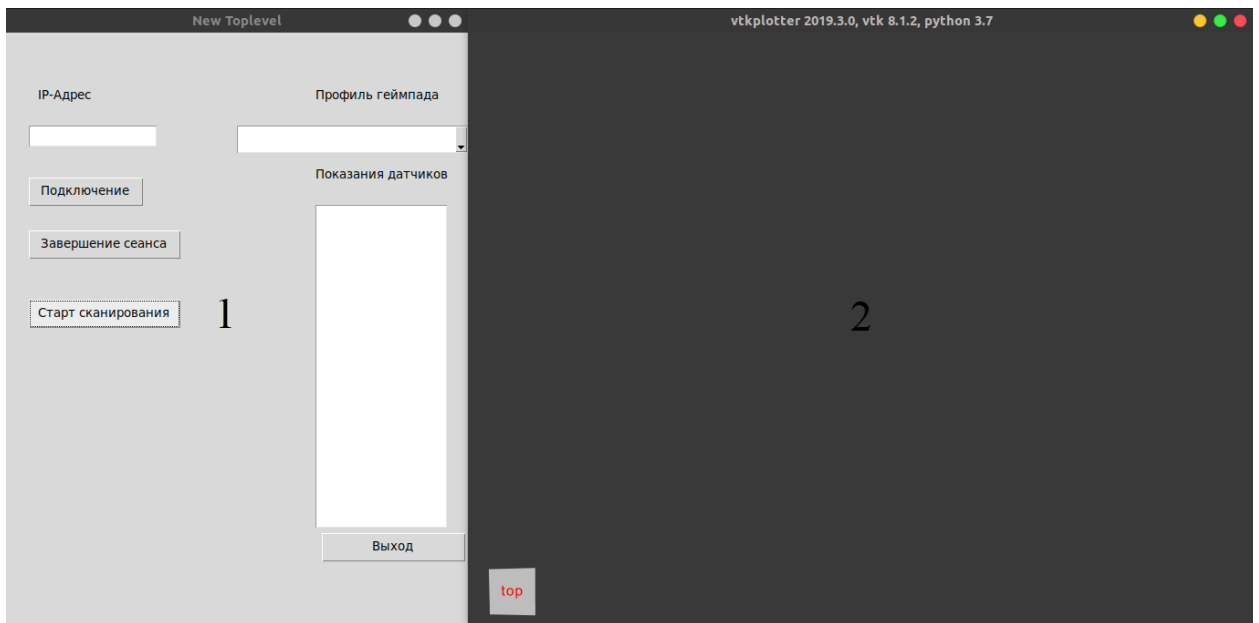 New Toplevel
vtkplotter 2019.3.0, vtk 8.1.2, python 3.7
IP-Адрес
Профиль геймпада
Подключение
Показания датчиков
Завершение сеанса
Старт сканирования
1
2
Выход
top